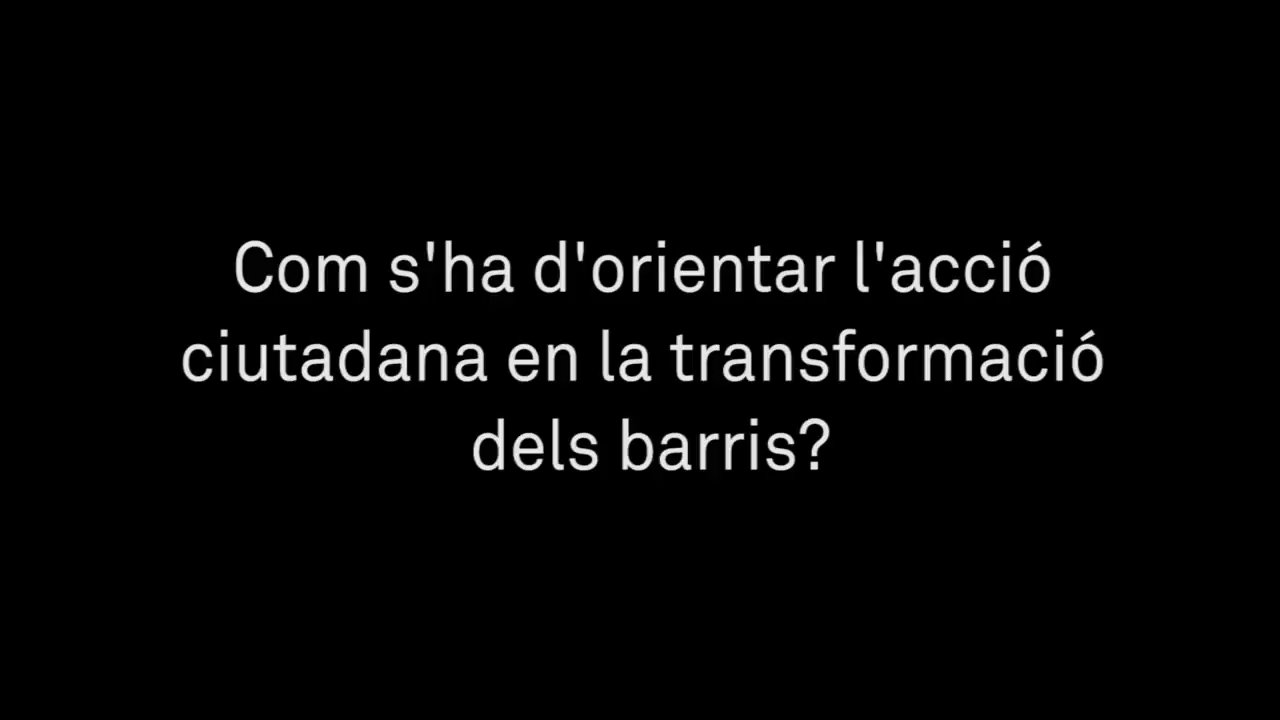 Com s'ha d'orientar l'acció
ciutadana en la transformació
dels barris?